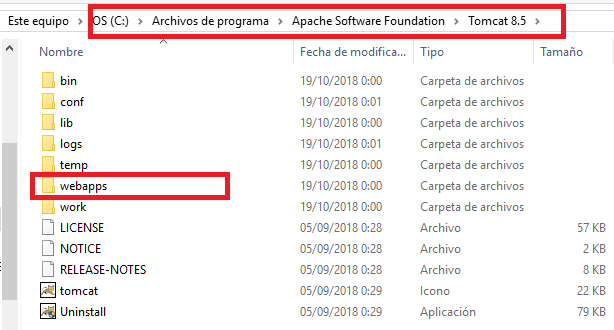 Este equipo > OS (C:) > Archivos de programa > Apache Software Foundation > Tomcat 8.5 >
Nombre Fecha de modifica... Tipo Tamaño
bin 19/10/2018 0:00 Carpeta de archivos
conf 19/10/2018 0:01 Carpeta de archivos
lib 19/10/2018 0:00 Carpeta de archivos
logs 19/10/2018 0:01 Carpeta de archivos
temp 19/10/2018 0:00 Carpeta de archivos
webapps 19/10/2018 0:00 Carpeta de archivos
work 19/10/2018 0:00 Carpeta de archivos
LICENSE 05/09/2018 0:28 Archivo 57 KB
NOTICE 05/09/2018 0:28 Archivo 2 KB
RELEASE-NOTES 05/09/2018 0:28 Archivo 8 KB
tomcat 05/09/2018 0:29 Icono 22 KB
Uninstall 05/09/2018 0:29 Aplicación 79 KB